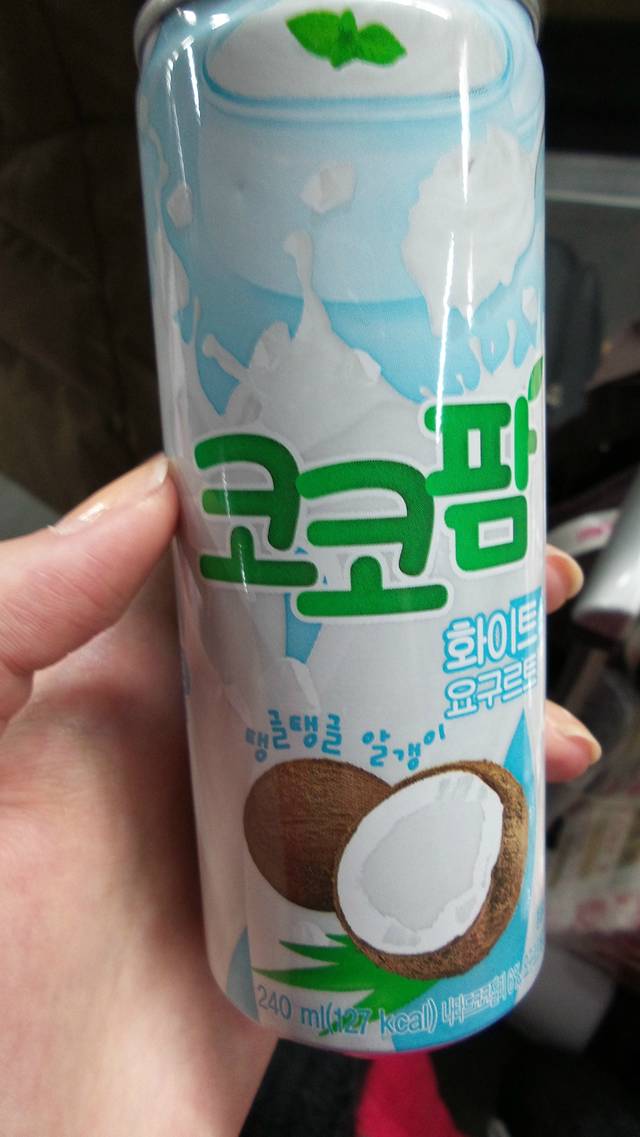 코코팜
화이트
요구르트
탱글탱글 알갱이
240 ml(127 kcal)